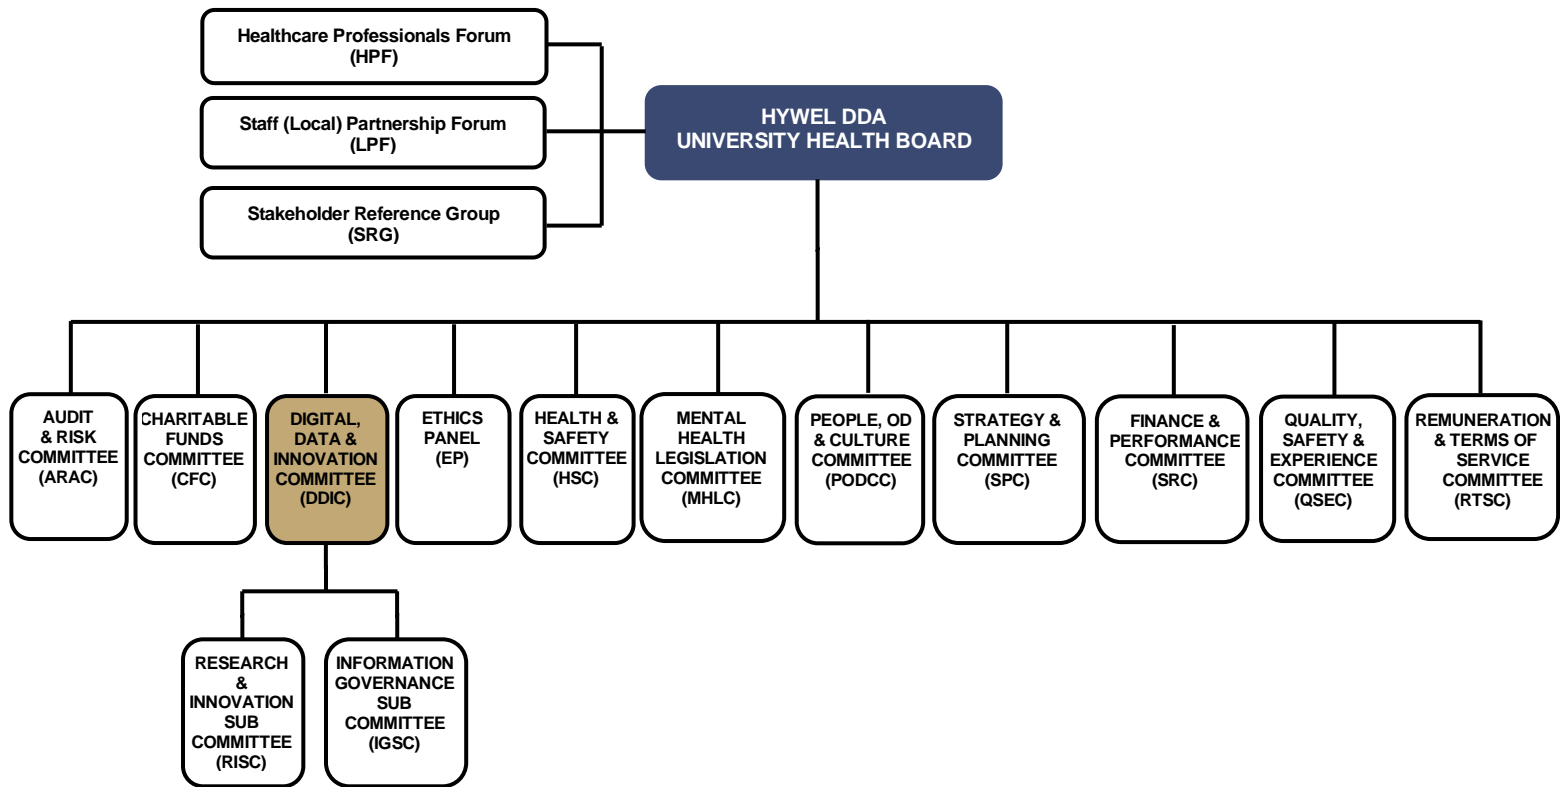 Healthcare Professionals Forum
(HPF)
Staff (Local) Partnership Forum
(LPF)
Stakeholder Reference Group
(SRG)
HYWEL DDA
UNIVERSITY HEALTH BOARD
AUDIT
& RISK
COMMITTEE
(ARAC)
CHARITABLE
FUNDS
COMMITTEE
(CFC)
DIGITAL,
DATA &
INNOVATION
COMMITTEE
(DDIC)
ETHICS
PANEL
(EP)
HEALTH &
SAFETY
COMMITTEE
(HSC)
MENTAL
HEALTH
LEGISLATION
COMMITTEE
(MHLC)
PEOPLE, OD
& CULTURE
COMMITTEE
(PODCC)
STRATEGY &
PLANNING
COMMITTEE
(SPC)
FINANCE &
PERFORMANCE
COMMITTEE
(SRC)
QUALITY,
SAFETY &
EXPERIENCE
COMMITTEE
(QSEC)
REMUNERATION
& TERMS OF
SERVICE
COMMITTEE
(RTSC)
RESEARCH
&
INNOVATION
SUB
COMMITTEE
(RISC)
INFORMATION
GOVERNANCE
SUB
COMMITTEE
(IGSC)